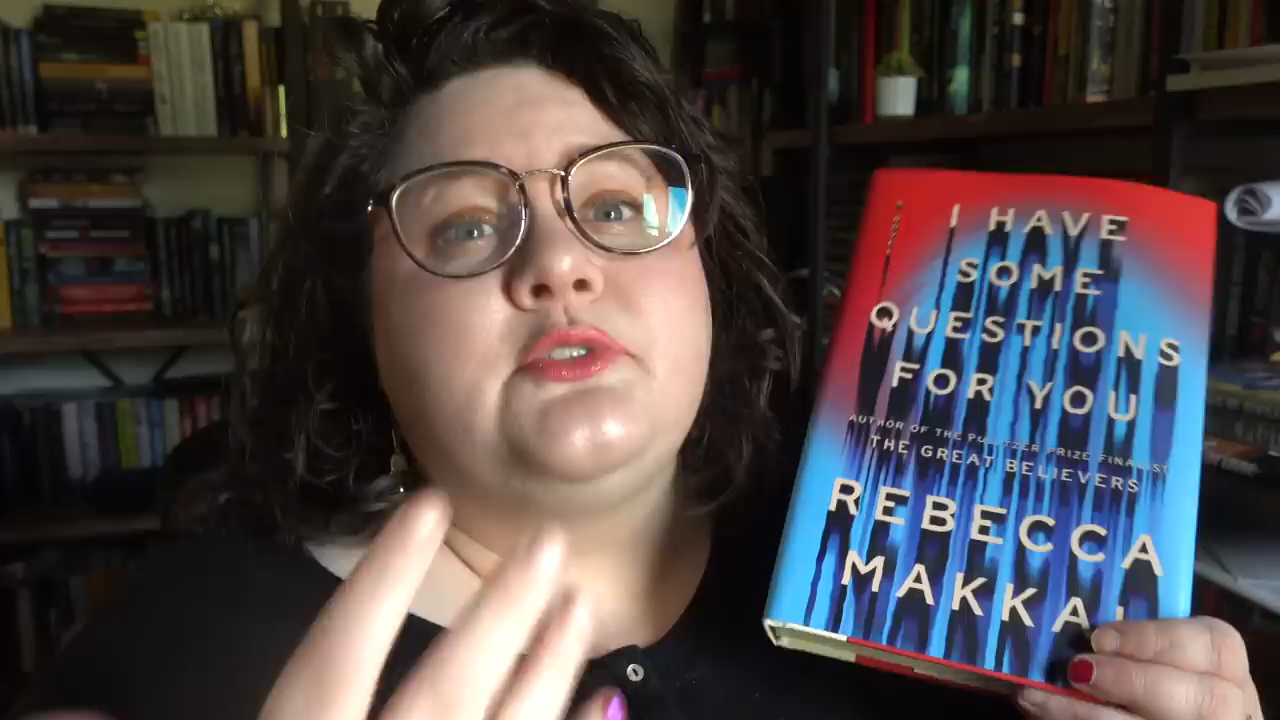 I HAVE
SOME
QUESTIONS
FOR YOU
AUTHOR OF THE PULITZER PRIZE FINALIST
THE GREAT BELIEVERS
REBECCA
MAKKAI